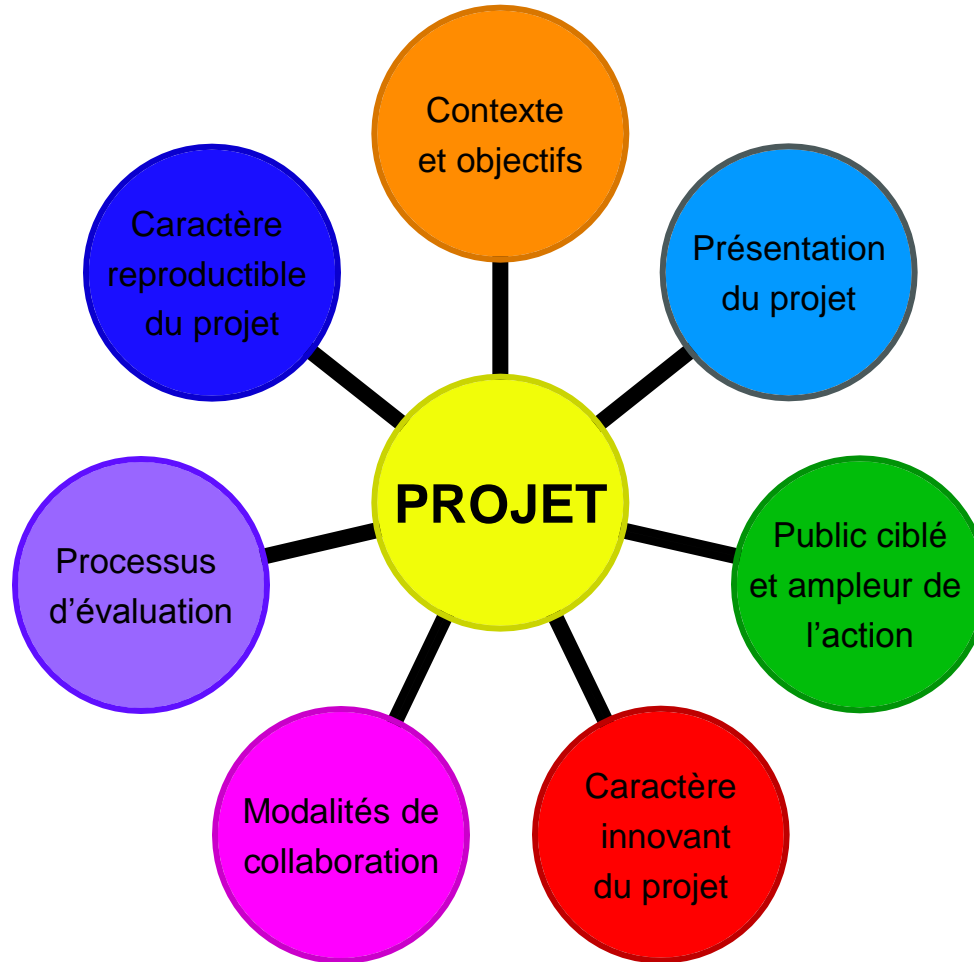 Contexte
et objectifs
Présentation
du projet
Public ciblé
et ampleur de
l’action
Caractère
innovant
du projet
Modalités de
collaboration
Processus
d’évaluation
Caractère
reproductible
du projet
PROJET